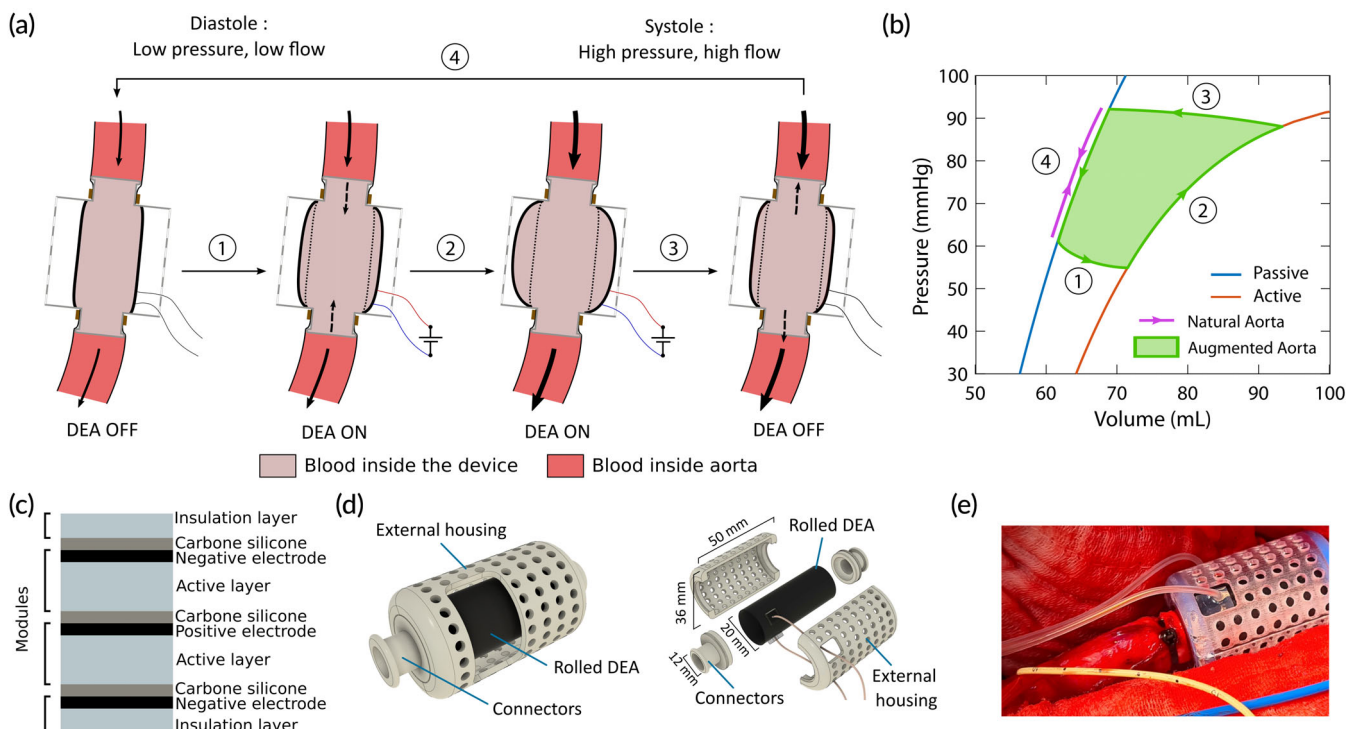 (a)
Diastole :
Low pressure, low flow
Systole :
High pressure, high flow
4
1
2
3
DEA OFF
DEA ON
DEA ON
DEA OFF
Blood inside the device
Blood inside aorta
(b)
Pressure (mmHg)
100
90
80
70
60
50
40
30
3
4
2
1
Passive
Active
Natural Aorta
Augmented Aorta
50
60
70
80
90
100
Volume (mL)
(c)
Modules
Insulation layer
Carbone silicone
Negative electrode
Active layer
Carbone silicone
Positive electrode
Active layer
Carbone silicone
Negative electrode
Insulation layer
(d)
External housing
Rolled DEA
Connectors
50 mm
Rolled DEA
36 mm
20 mm
12 mm
Connectors
External
housing
(e)